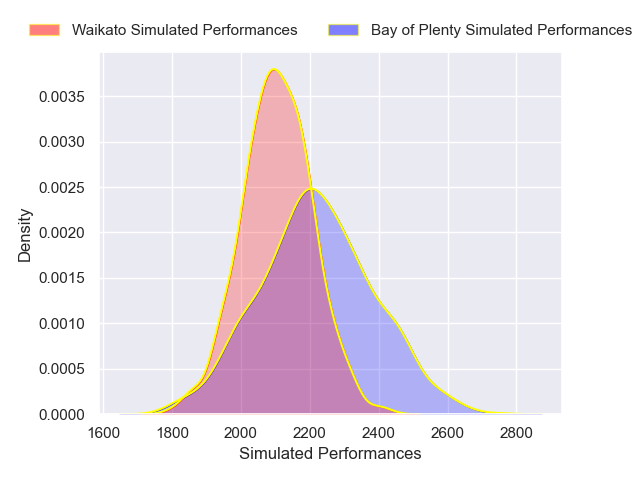 Waikato Simulated Performances
Bay of Plenty Simulated Performances
0.0035
0.0030
0.0025
0.0020
0.0015
0.0010
0.0005
0.0000
Density
1600 1800 2000 2200 2400 2600 2800
Simulated Performances